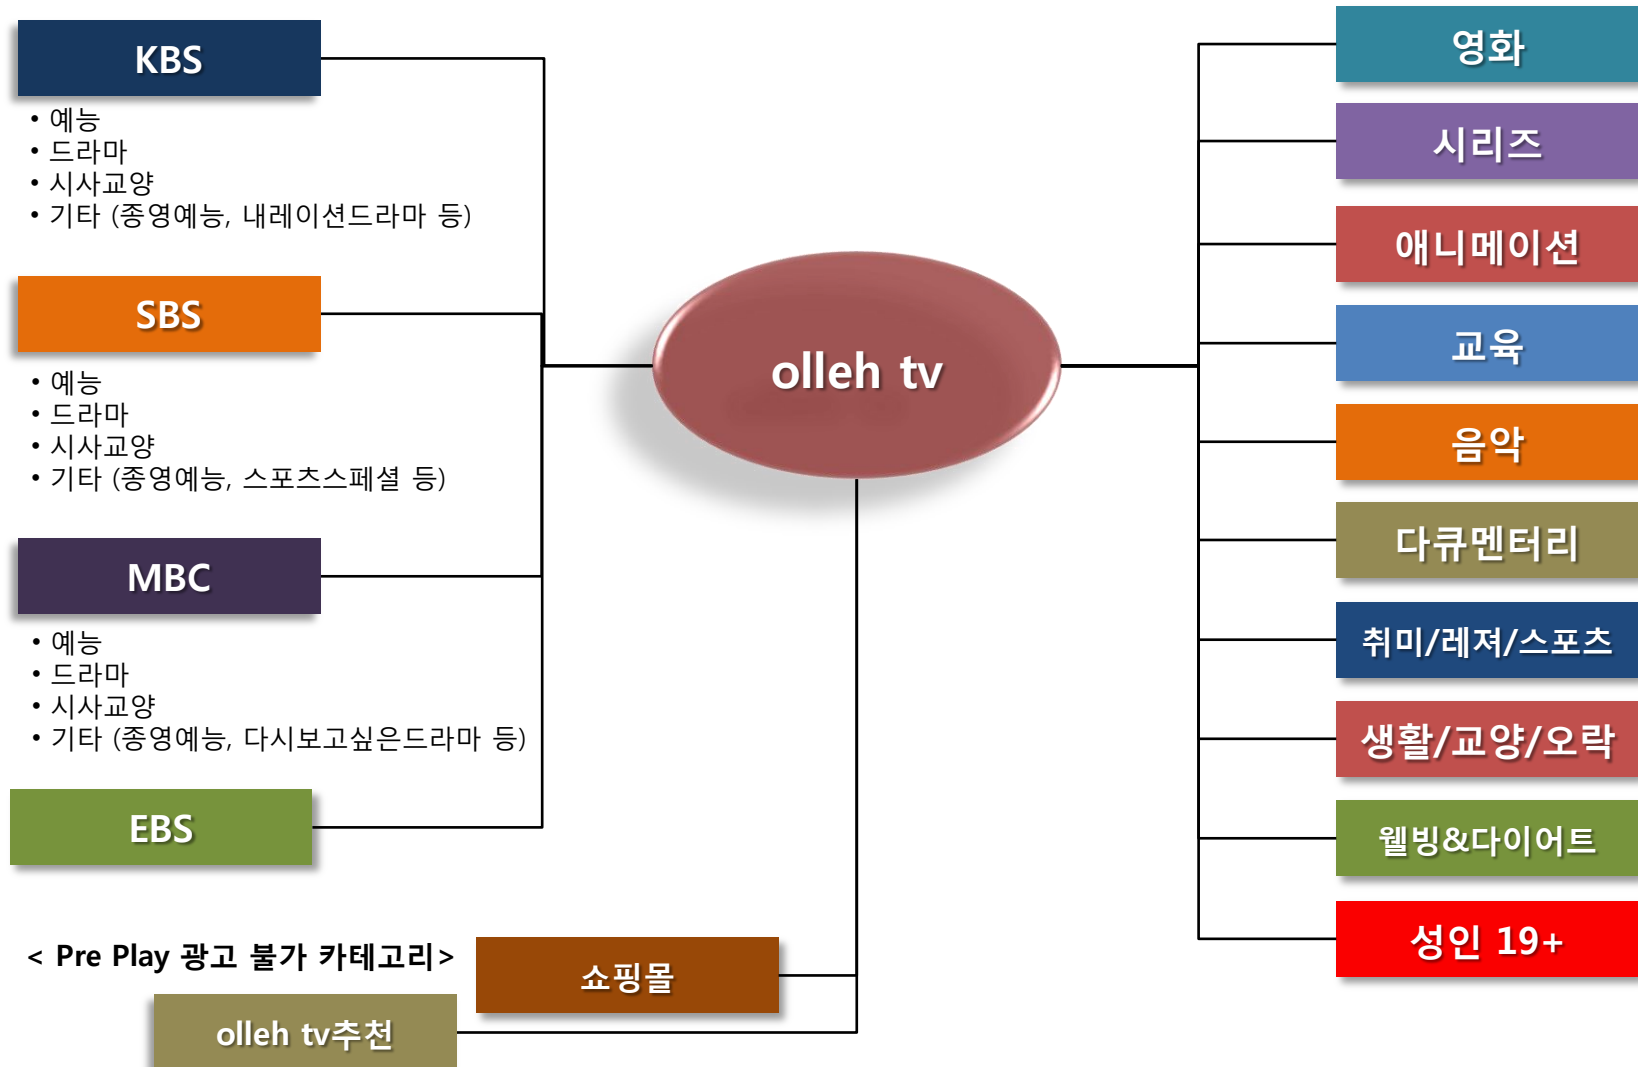 KBS
• 예능
• 드라마
• 시사교양
• 기타 (종영예능, 내레이션드라마 등)
SBS
• 예능
• 드라마
• 시사교양
• 기타 (종영예능, 스포츠스페셜 등)
MBC
• 예능
• 드라마
• 시사교양
• 기타 (종영예능, 다시보고싶은드라마 등)
EBS
< Pre Play 광고 불가 카테고리>
쇼핑몰
olleh tv추천
olleh tv
영화
시리즈
애니메이션
교육
음악
다큐멘터리
취미/레져/스포츠
생활/교양/오락
웰빙&다이어트
성인 19+